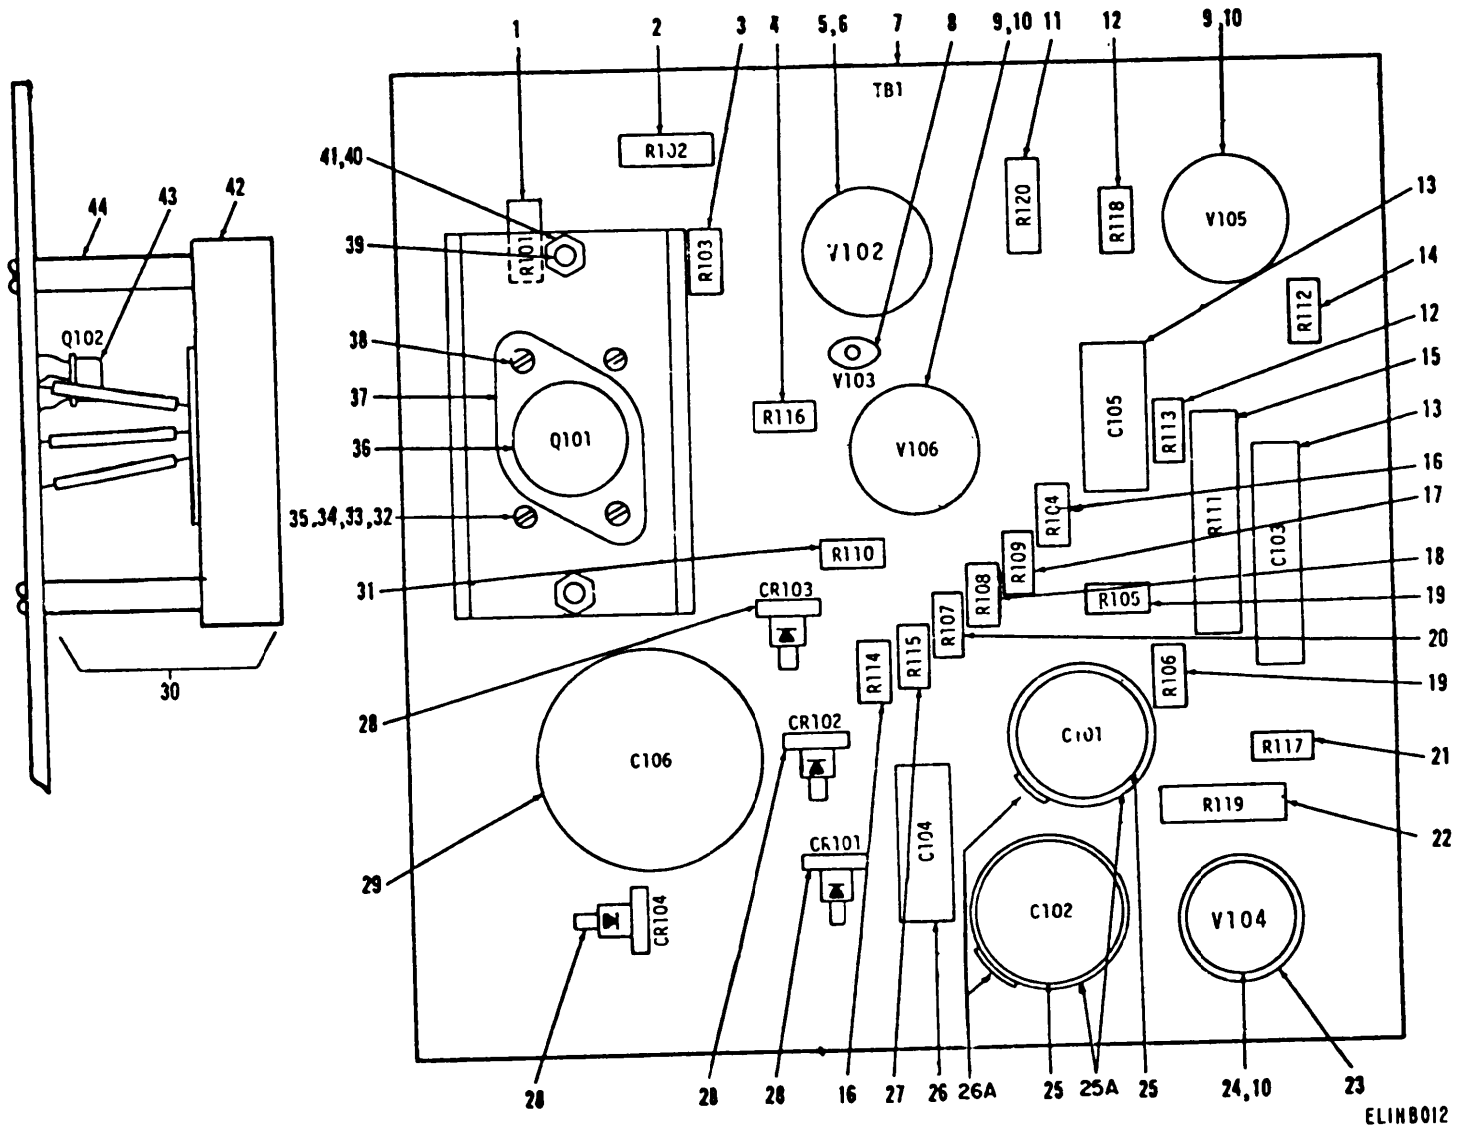 1
2
3
4
5,6
7
8
9,10
11
12
9,10
TB1
R102
41,40
R120
R118
V105
13
44
43
42
39
R101
R103
V102
14
R112
12
Q102
38
V103
15
37
R116
C105
R113
13
36
Q101
V106
16
R104
R111
17
35,34,33,32
C103
R110
R109
18
31
CR103
R108
R105
19
R107
20
R115
R114
R106
19
30
28
CR102
C101
R117
21
C106
R119
22
CR101
C104
29
C102
V104
CR104
28
28
28
16
27
26
26A
25
25A
25
24,10
23
ELIHB012